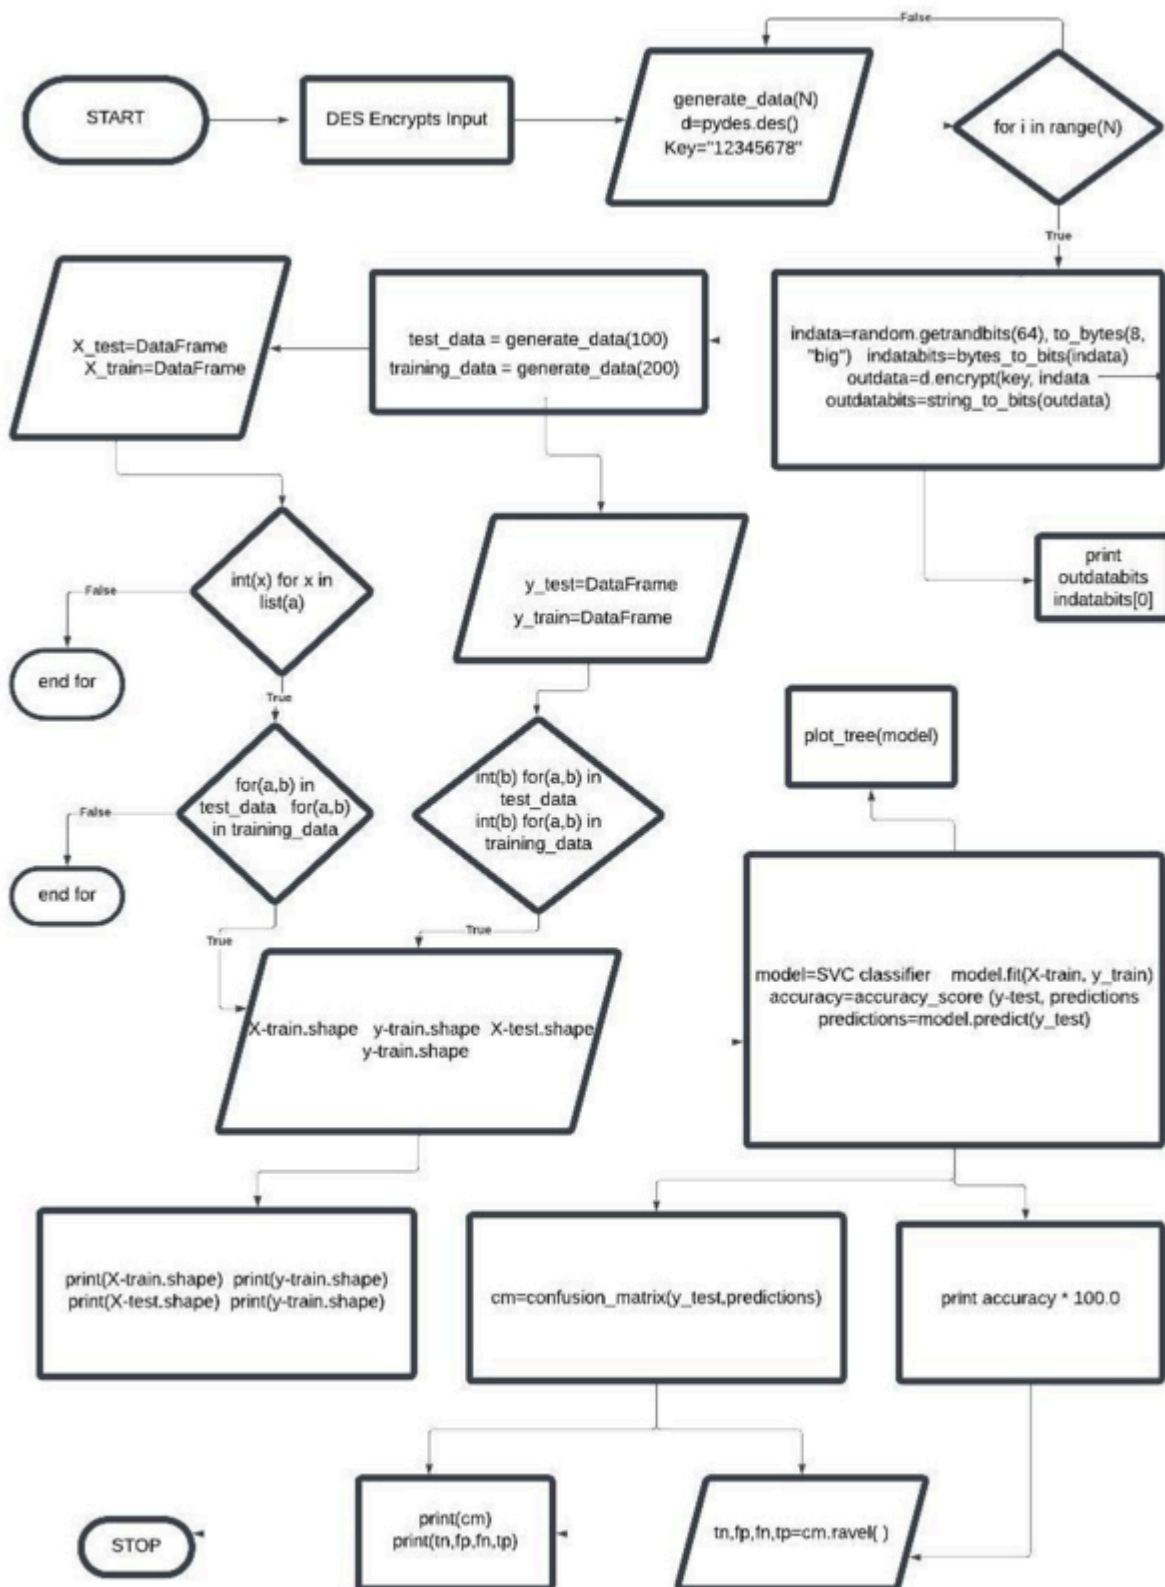 False
START
DES Encrypts Input
generate_data(N)
d=pydes.des()
Key="12345678"
for i in range(N)
True
X_test=DataFrame
X_train=DataFrame
test_data = generate_data(100)
training_data = generate_data(200)
indata=random.getrandbits(64), to_bytes(8,
"big") indatabits=bytes_to_bits(indata)
outdata=d.encrypt(key, indata
outdatabits=string_to_bits(outdata)
int(x) for x in
list(a)
False
end for
True
y_test=DataFrame
y_train=DataFrame
print
outdatabits
indatabits[0]
for(a,b) in
test_data for(a,b)
in training_data
False
end for
True
int(b) for(a,b) in
test_data
int(b) for(a,b) in
training_data
True
plot_tree(model)
X-train.shape y-train.shape X-test.shape
y-train.shape
model=SVC classifier model.fit(X-train, y_train)
accuracy=accuracy_score (y-test, predictions
predictions=model.predict(y_test)
print(X-train.shape) print(y-train.shape)
print(X-test.shape) print(y-train.shape)
cm=confusion_matrix(y_test,predictions)
print accuracy * 100.0
STOP
print(cm)
print(tn,fp,fn,tp)
tn,fp,fn,tp=cm.ravel( )